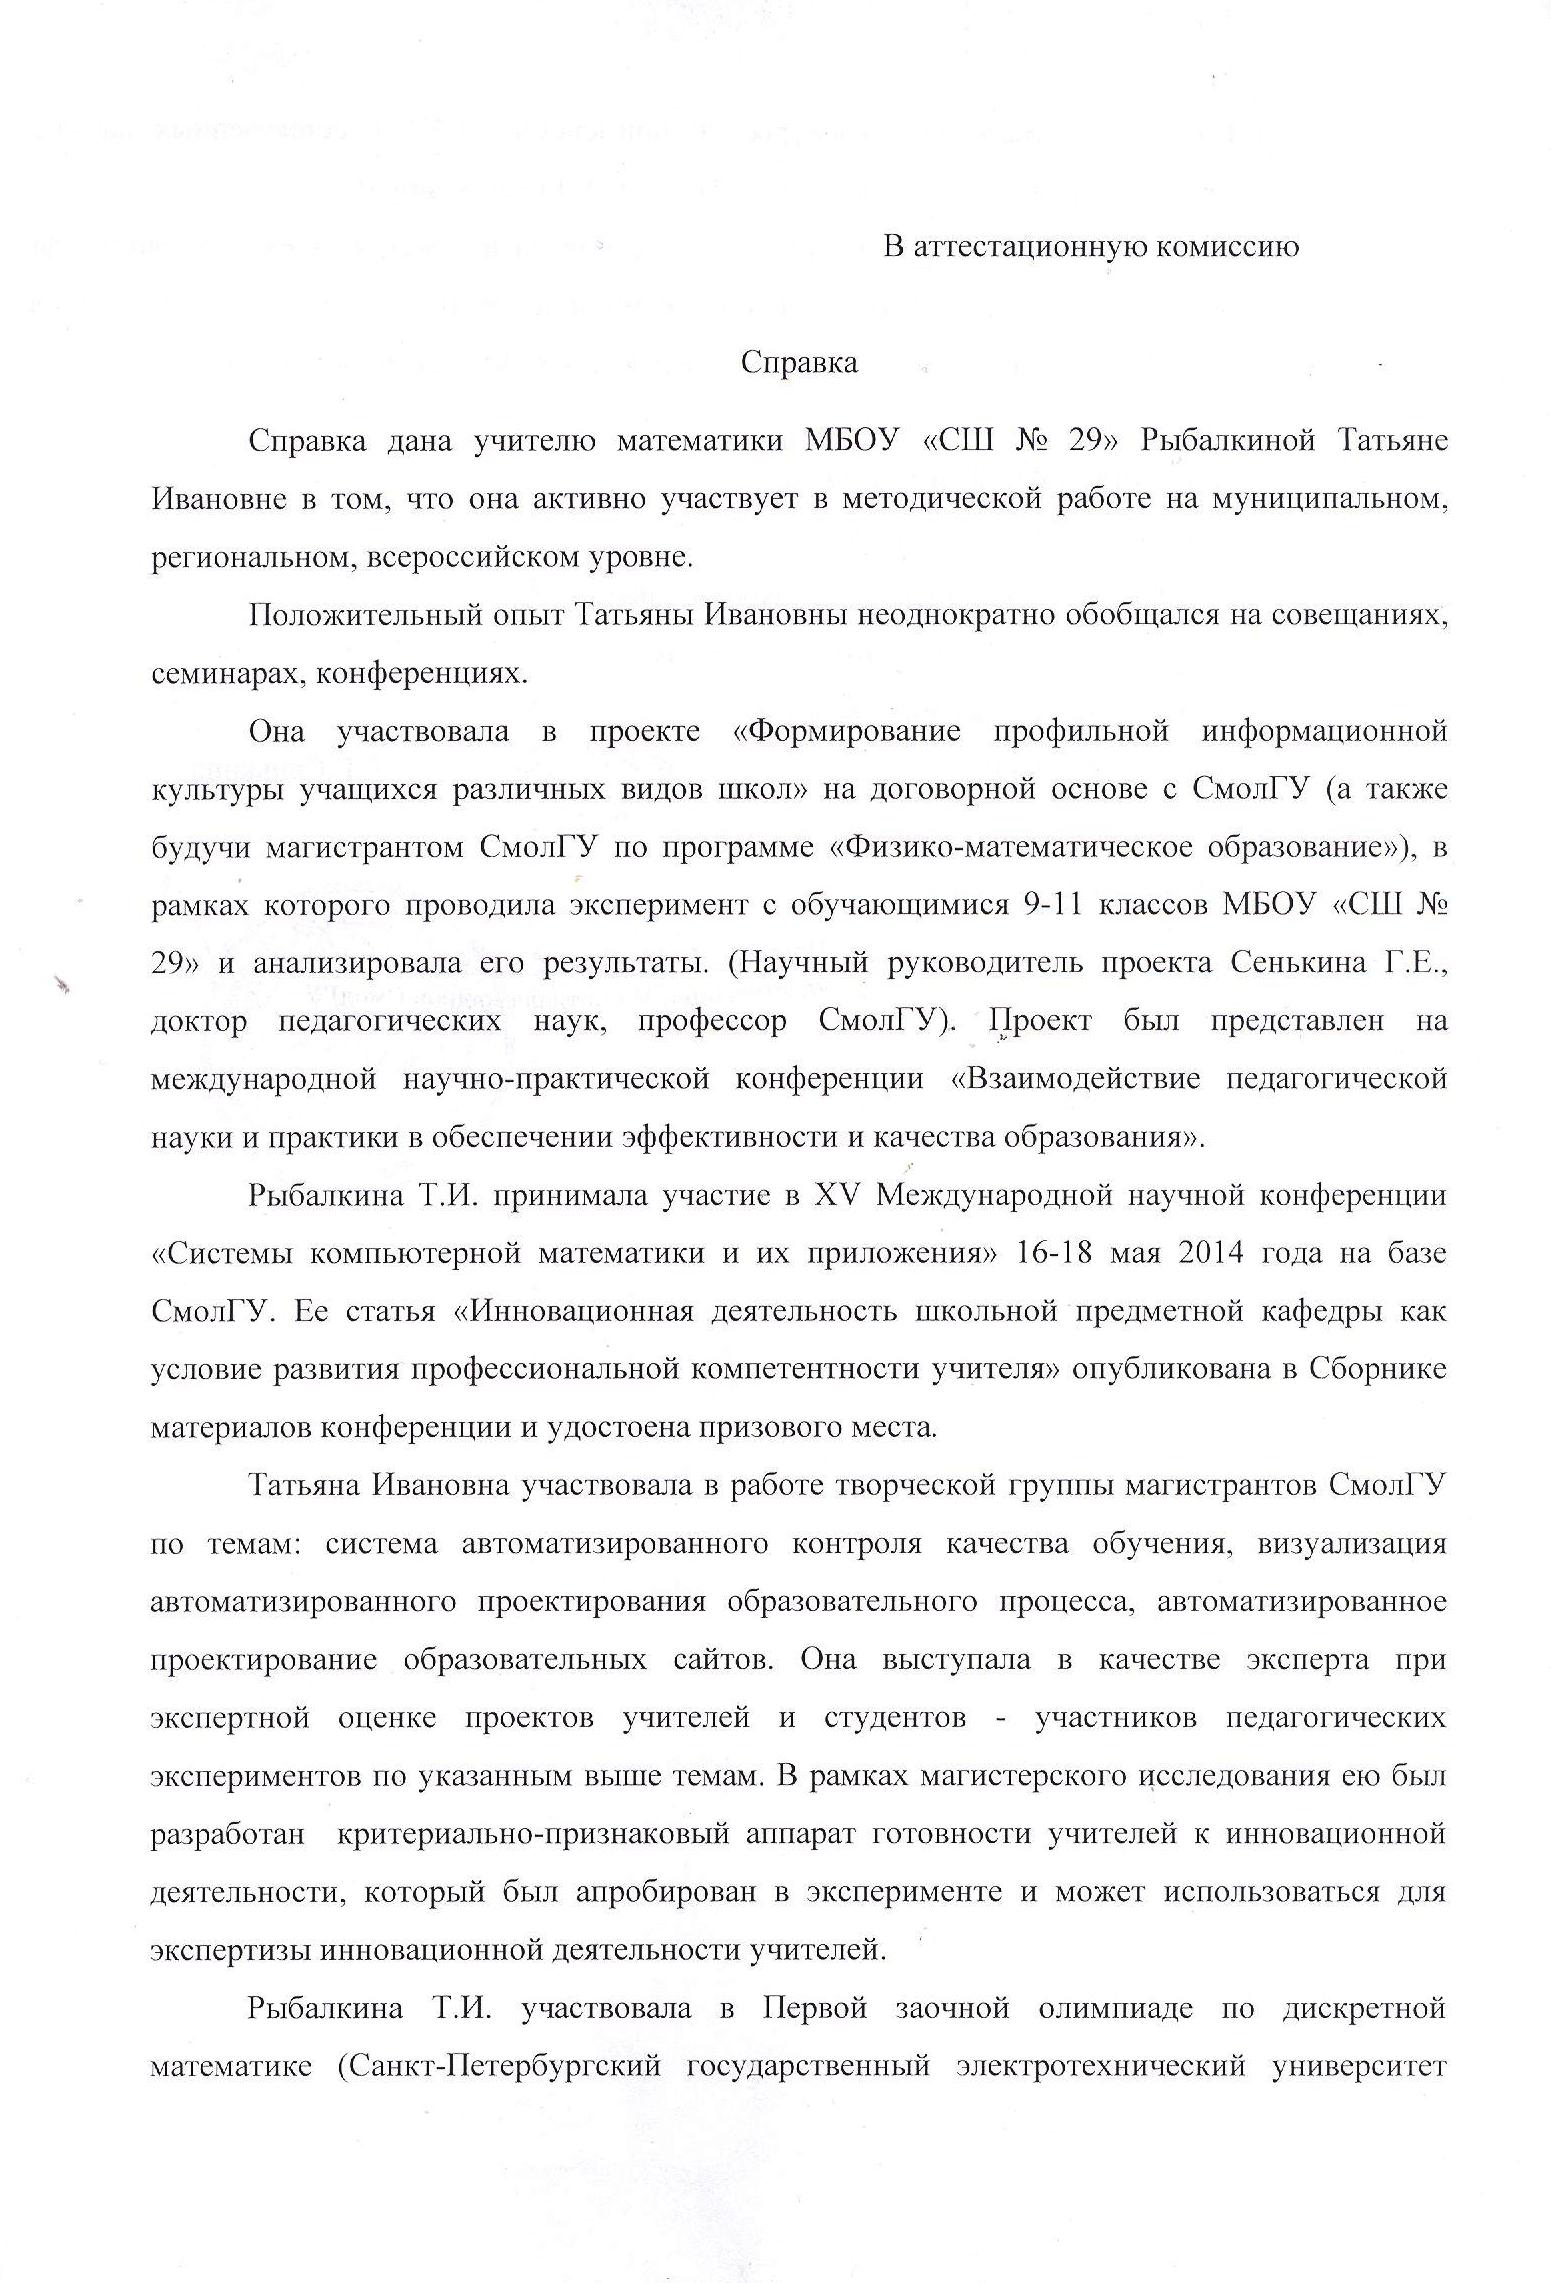 В аттестационную комиссию
Справка
Справка дана учителю математики МБОУ «СШ № 29» Рыбалкиной Татьяне
Ивановне в том, что она активно участвует в методической работе на муниципальном,
региональном, всероссийском уровне.
Положительный опыт Татьяны Ивановны неоднократно обобщался на совещаниях,
семинарах, конференциях.
Она участвовала в проекте «Формирование профильной информационной
культуры учащихся различных видов школ» на договорной основе с СмолГУ (а также
будучи магистрантом СмолГУ по программе «Физико-математическое образование»), в
рамках которого проводила эксперимент с обучающимися 9-11 классов МБОУ «СШ №
29» и анализировала его результаты. (Научный руководитель проекта Сенькина Г.Е.,
доктор педагогических наук, профессор СмолГУ). Проект был представлен на
международной научно-практической конференции «Взаимодействие педагогической
науки и практики в обеспечении эффективности и качества образования».
Рыбалкина Т.И. принимала участие в XV Международной научной конференции
«Системы компьютерной математики и их приложения» 16-18 мая 2014 года на базе
СмолГУ. Ее статья «Инновационная деятельность школьной предметной кафедры как
условие развития профессиональной компетентности учителя» опубликована в Сборнике
материалов конференции и удостоена призового места.
Татьяна Ивановна участвовала в работе творческой группы магистрантов СмолГУ
по темам: система автоматизированного контроля качества обучения, визуализация
автоматизированного проектирования образовательного процесса, автоматизированное
проектирование образовательных сайтов. Она выступала в качестве эксперта при
экспертной оценке проектов учителей и студентов - участников педагогических
экспериментов по указанным выше темам. В рамках магистерского исследования ею был
разработан критериально-признаковый аппарат готовности учителей к инновационной
деятельности, который был апробирован в эксперименте и может использоваться для
экспертизы инновационной деятельности учителей.
Рыбалкина Т.И. участвовала в Первой заочной олимпиаде по дискретной
математике (Санкт-Петербургский государственный электротехнический университет